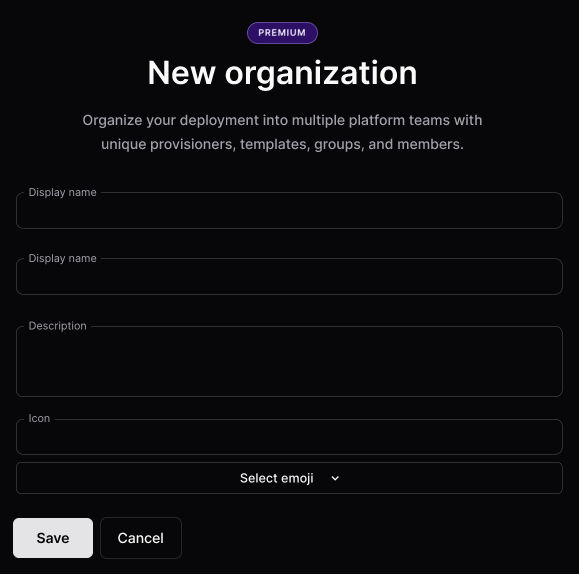 PREMIUM
New organization
Organize your deployment into multiple platform teams with
unique provisioners, templates, groups, and members.
Display name
Display name
Description
Icon
Select emoji
Save
Cancel